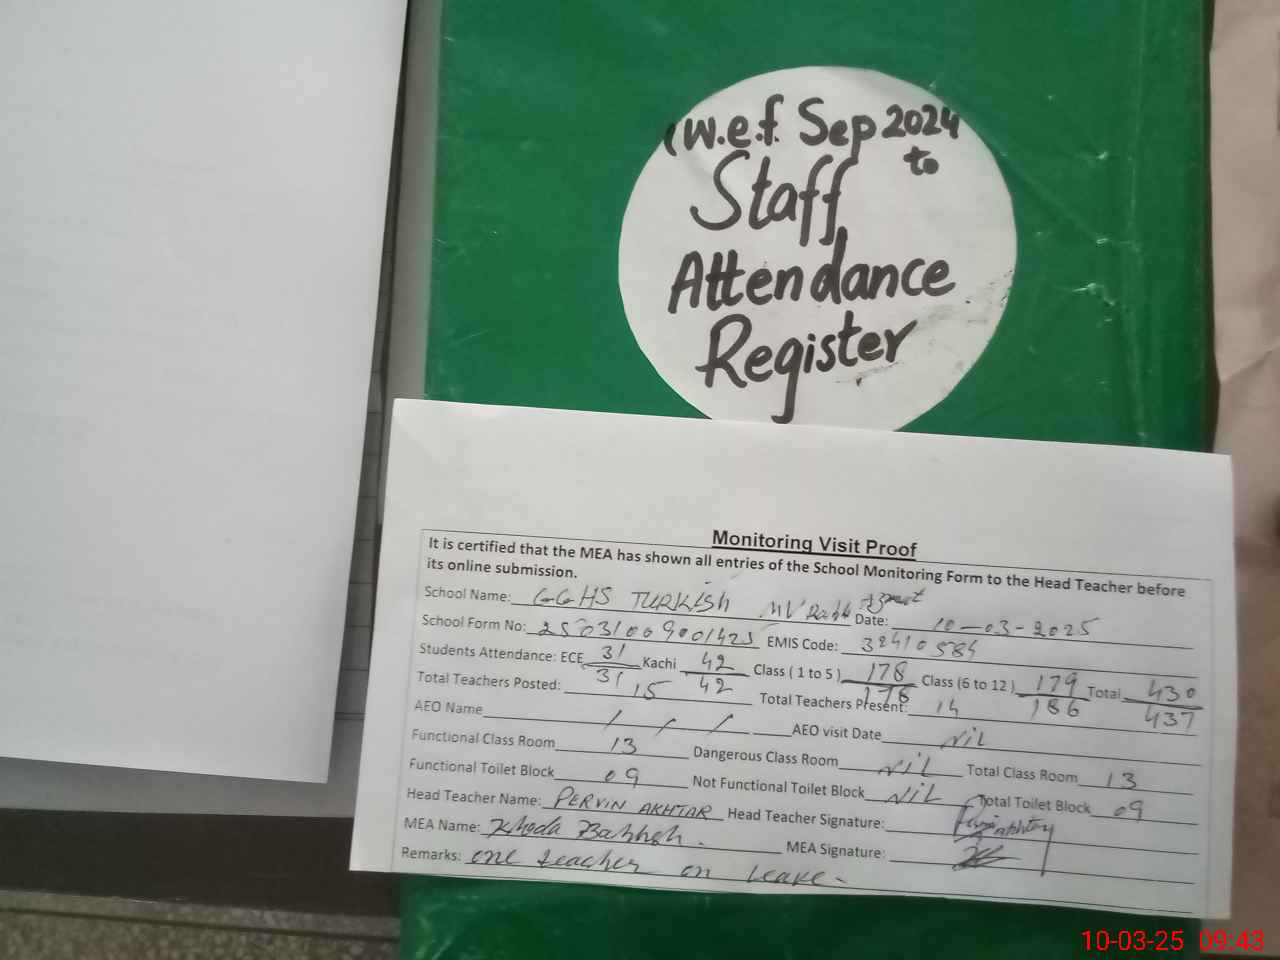 (w.e.f. Sep 2024
to
Staff
Attendance
Register
Monitoring Visit Proof
It is certified that the MEA has shown all entries of the School Monitoring Form to the Head Teacher before
its online submission.
School Name: GGHS TURKISH Date: 10-03-2025
School Form No: EMIS Code: 32410584
Students Attendance: ECE 31/31 Kachi 42/42 Class ( 1 to 5 ) 178/178 Class (6 to 12 ) 179/186 Total 430/437
Total Teachers Posted: 15 Total Teachers Present: 14
AEO Name / / / AEO visit Date NiL
Functional Class Room 13 Dangerous Class Room NiL Total Class Room 13
Functional Toilet Block 09 Not Functional Toilet Block NiL Total Toilet Block 09
Head Teacher Name: PERVIN AKHTAR Head Teacher Signature:
MEA Name: Khoda Bakhsh. MEA Signature:
Remarks: one teacher on leave.
10-03-25 09:43